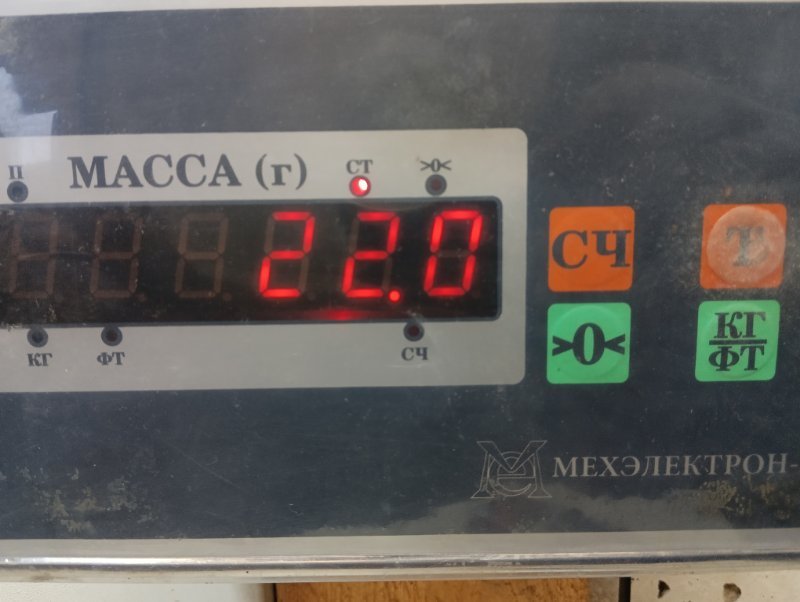 П
МАССА (г)
СТ
>0<
22.0
СЧ
Т
КГ
ФТ
СЧ
>0<
КГ
ФТ
МЕХЭЛЕКТРОН-